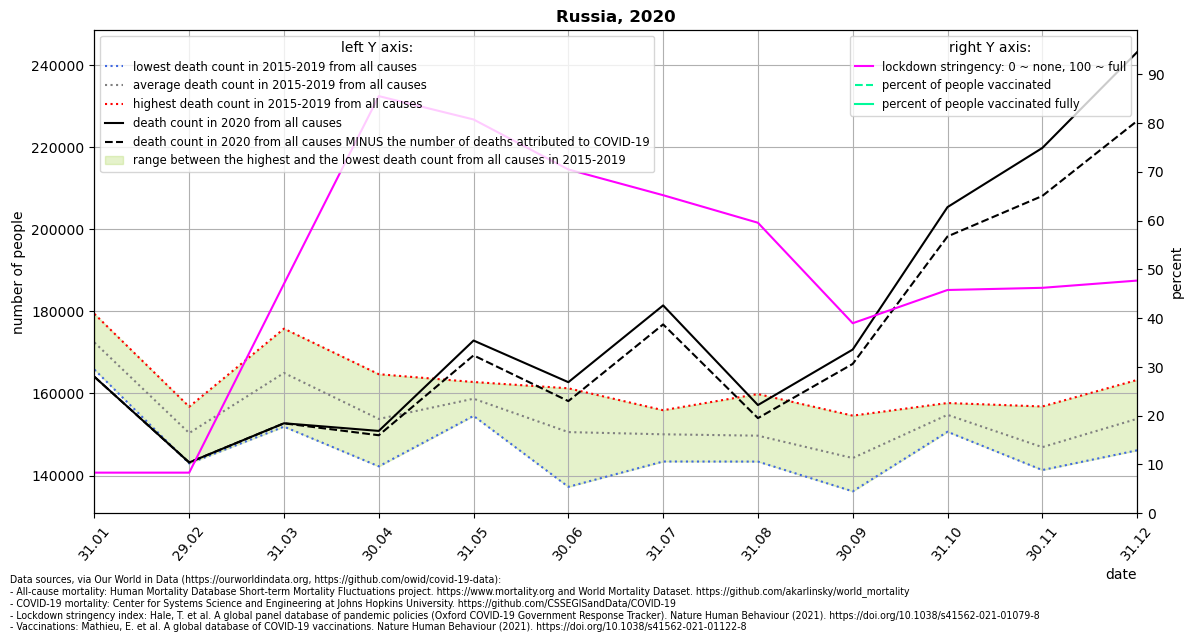 Russia, 2020
left Y axis:
lowest death count in 2015-2019 from all causes
average death count in 2015-2019 from all causes
highest death count in 2015-2019 from all causes
death count in 2020 from all causes
death count in 2020 from all causes MINUS the number of deaths attributed to COVID-19
range between the highest and the lowest death count from all causes in 2015-2019
right Y axis:
lockdown stringency: 0 ~ none, 100 ~ full
percent of people vaccinated
percent of people vaccinated fully
number of people
240000
220000
200000
180000
160000
140000
percent
90
80
70
60
50
40
30
20
10
0
31.01
29.02
31.03
30.04
31.05
30.06
31.07
31.08
30.09
31.10
30.11
31.12
date
Data sources, via Our World in Data (https://ourworldindata.org, https://github.com/owid/covid-19-data):
- All-cause mortality: Human Mortality Database Short-term Mortality Fluctuations project. https://www.mortality.org and World Mortality Dataset. https://github.com/akarlinsky/world_mortality
- COVID-19 mortality: Center for Systems Science and Engineering at Johns Hopkins University. https://github.com/CSSEGISandData/COVID-19
- Lockdown stringency index: Hale, T. et al. A global panel database of pandemic policies (Oxford COVID-19 Government Response Tracker). Nature Human Behaviour (2021). https://doi.org/10.1038/s41562-021-01079-8
- Vaccinations: Mathieu, E. et al. A global database of COVID-19 vaccinations. Nature Human Behaviour (2021). https://doi.org/10.1038/s41562-021-01122-8